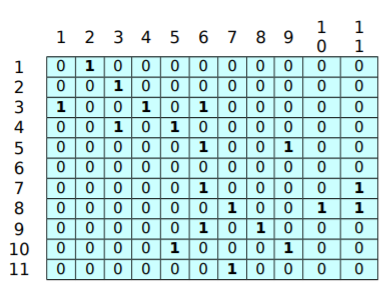 1 2 3 4 5 6 7 8 9 10 11
1 0 1 0 0 0 0 0 0 0 0 0
2 0 0 1 0 0 0 0 0 0 0 0
3 1 0 0 1 0 1 0 0 0 0 0
4 0 0 1 0 1 0 0 0 0 0 0
5 0 0 0 0 0 1 0 0 1 0 0
6 0 0 0 0 0 0 0 0 0 0 0
7 0 0 0 0 0 1 0 0 0 0 1
8 0 0 0 0 0 0 1 0 0 1 1
9 0 0 0 0 0 1 0 1 0 0 0
10 0 0 0 0 1 0 0 0 1 0 0
11 0 0 0 0 0 0 1 0 0 0 0